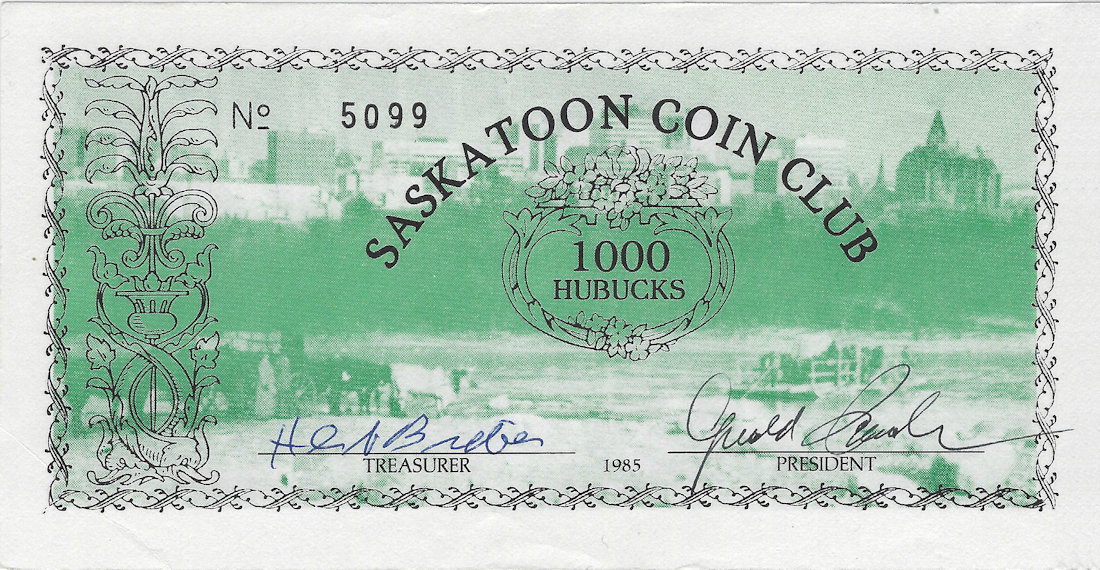 Nº 5099
SASKATOON COIN CLUB
1000
HUBUCKS
TREASURER
1985
PRESIDENT